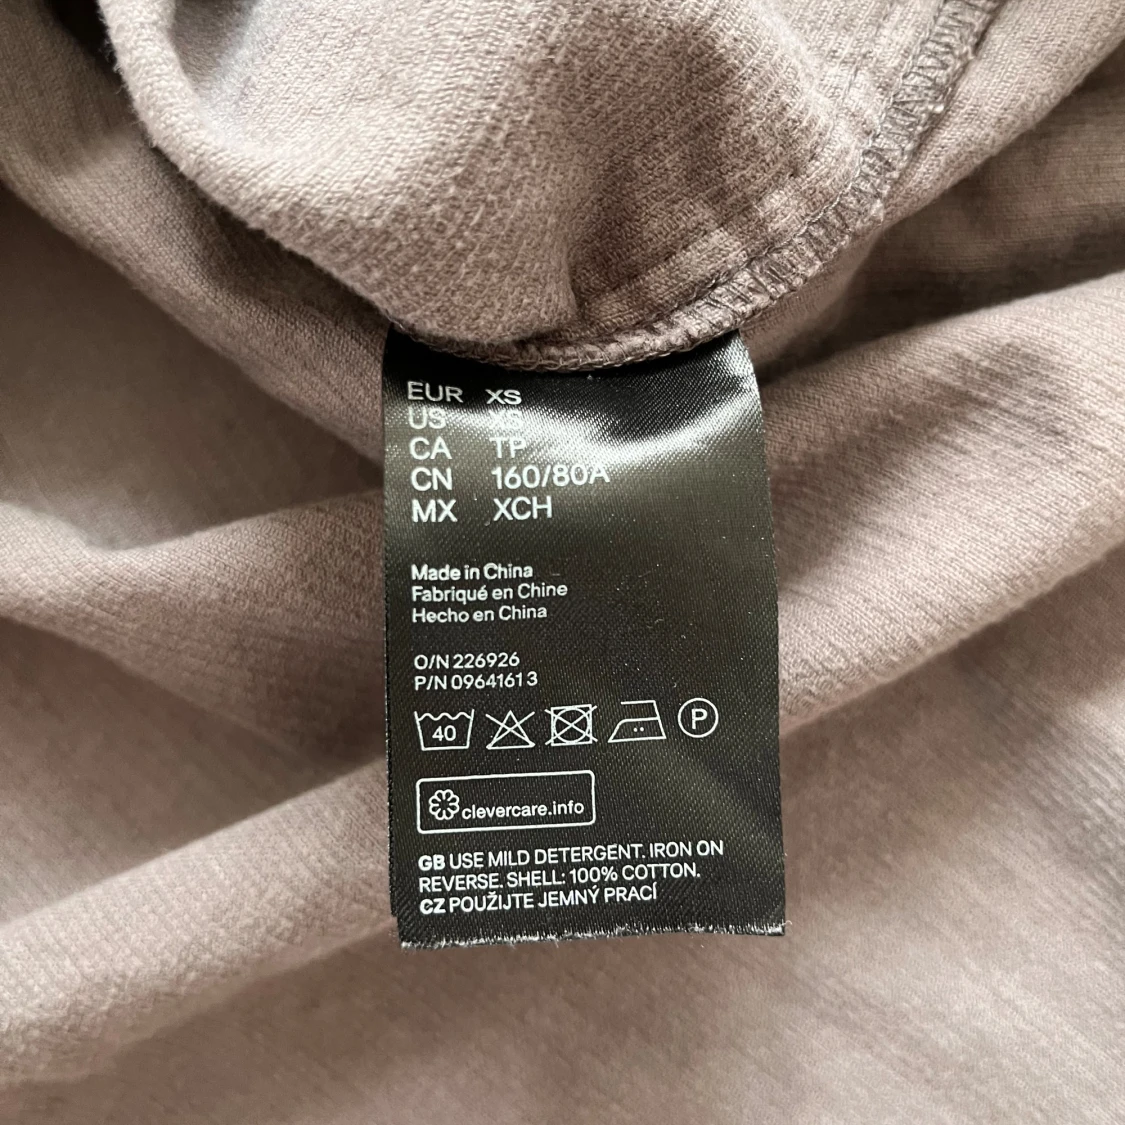 EUR XS
US XS
CA TP
CN 160/80A
MX XCH
Made in China
Fabriqué en Chine
Hecho en China
O/N 226926
P/N 09641613
40
P
clevercare.info
GB USE MILD DETERGENT. IRON ON
REVERSE. SHELL: 100% COTTON.
CZ POUŽIJTE JEMNÝ PRACÍ